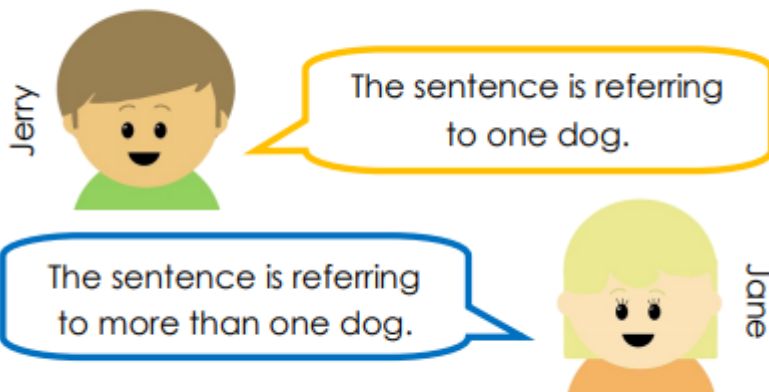 Jerry
The sentence is referring
to one dog.
The sentence is referring
to more than one dog.
Jane